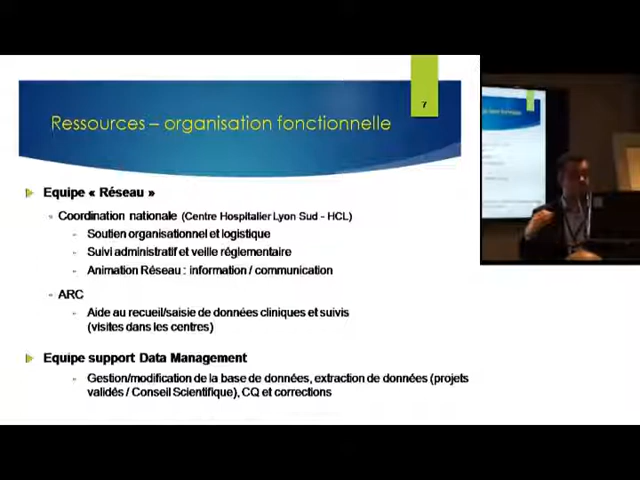 7
Ressources – organisation fonctionnelle
Equipe « Réseau »
Coordination nationale (Centre Hospitalier Lyon Sud - HCL)
Soutien organisationnel et logistique
Suivi administratif et veille réglementaire
Animation Réseau : information / communication
ARC
Aide au recueil/saisie de données cliniques et suivis
(visites dans les centres)
Equipe support Data Management
Gestion/modification de la base de données, extraction de données (projets
validés / Conseil Scientifique), CQ et corrections